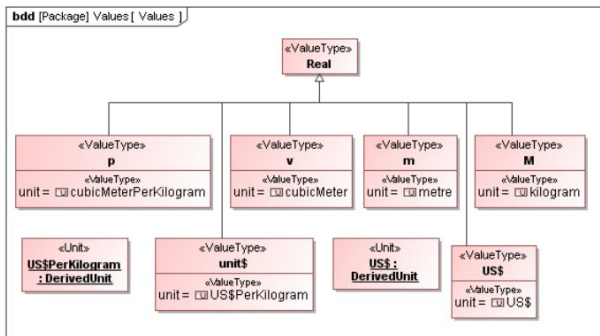 bdd [Package] Values [ Values ]
«ValueType»
Real
«ValueType»
p
«ValueType»
unit = cubicMeterPerKilogram
«ValueType»
v
«ValueType»
unit = cubicMeter
«ValueType»
m
«ValueType»
unit = metre
«ValueType»
M
«ValueType»
unit = kilogram
«Unit»
US$PerKilogram
: DerivedUnit
«ValueType»
unit$
«ValueType»
unit = US$PerKilogram
«Unit»
US$ :
DerivedUnit
«ValueType»
US$
«ValueType»
unit = US$